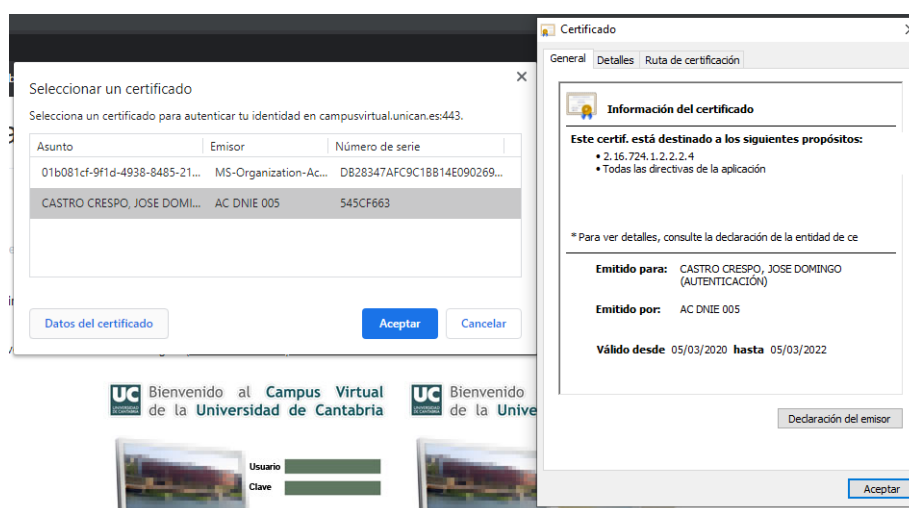 Seleccionar un certificado
Selecciona un certificado para autenticar tu identidad en campusvirtual.unican.es:443.
Asunto Emisor Número de serie
01b081cf-9f1d-4938-8485-21... MS-Organization-Ac... DB28347AFC9C1BB14E090269...
CASTRO CRESPO, JOSE DOMI... AC DNIE 005 545CF663
Datos del certificado Aceptar Cancelar
UC Bienvenido al Campus Virtual
de la Universidad de Cantabria
Usuario
Clave
UC Bienvenido
de la Unive
Certificado
General Detalles Ruta de certificación
Información del certificado
Este certif. está destinado a los siguientes propósitos:
• 2.16.724.1.2.2.2.4
• Todas las directivas de la aplicación
* Para ver detalles, consulte la declaración de la entidad de ce
Emitido para: CASTRO CRESPO, JOSE DOMINGO
(AUTENTICACIÓN)
Emitido por: AC DNIE 005
Válido desde 05/03/2020 hasta 05/03/2022
Declaración del emisor
Aceptar